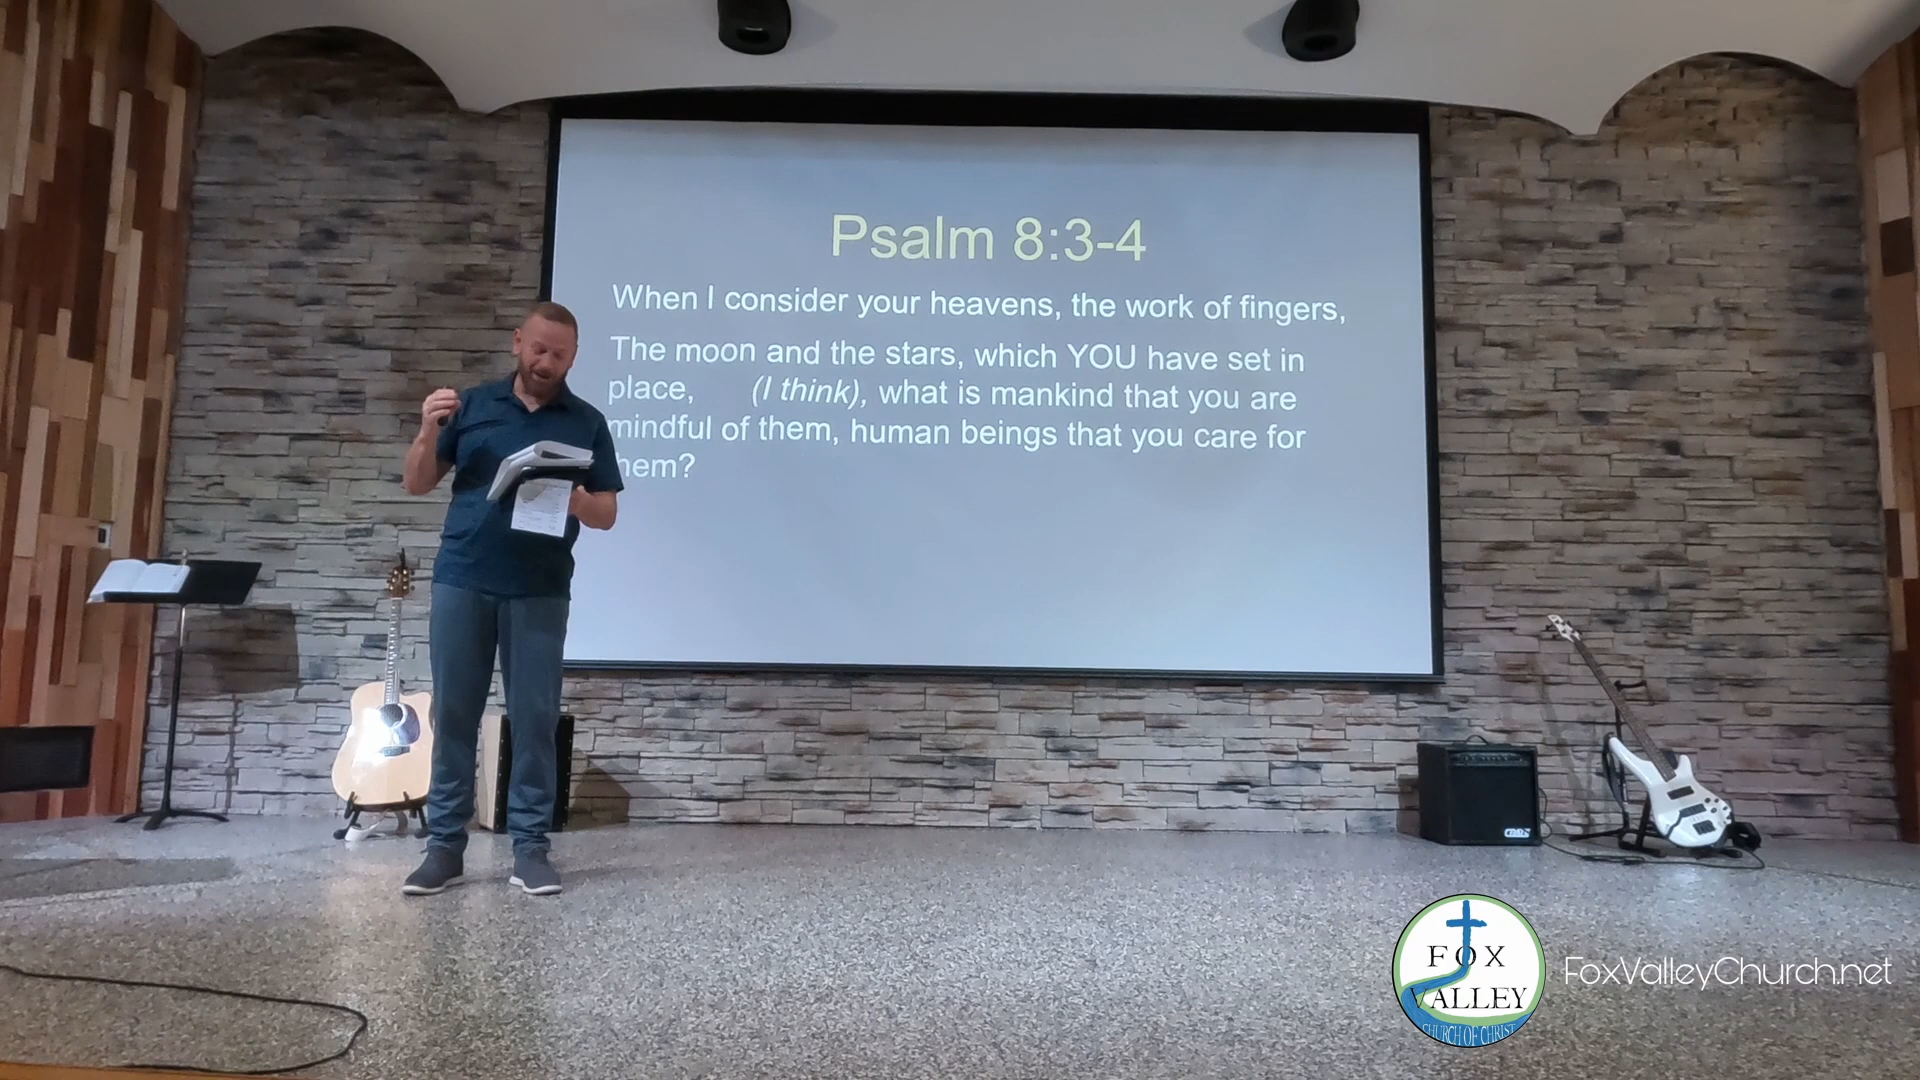 Psalm 8:3-4
When I consider your heavens, the work of fingers,
The moon and the stars, which YOU have set in
place, (I think), what is mankind that you are
mindful of them, human beings that you care for
hem?
FOX
VALLEY
CHURCH OF CHRIST
FoxValleyChurch.net